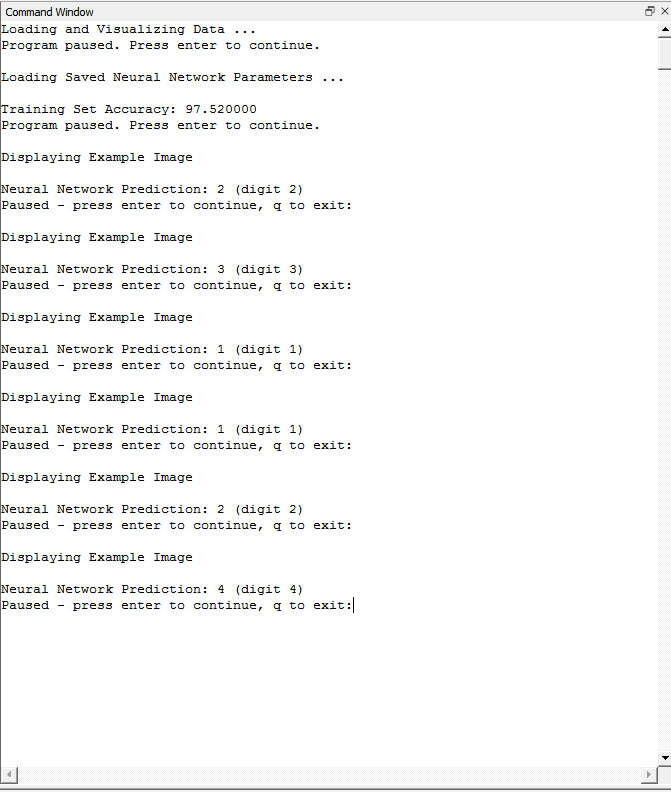 Command Window
Loading and Visualizing Data ...
Program paused. Press enter to continue.
Loading Saved Neural Network Parameters ...
Training Set Accuracy: 97.520000
Program paused. Press enter to continue.
Displaying Example Image
Neural Network Prediction: 2 (digit 2)
Paused - press enter to continue, q to exit:
Displaying Example Image
Neural Network Prediction: 3 (digit 3)
Paused - press enter to continue, q to exit:
Displaying Example Image
Neural Network Prediction: 1 (digit 1)
Paused - press enter to continue, q to exit:
Displaying Example Image
Neural Network Prediction: 1 (digit 1)
Paused - press enter to continue, q to exit:
Displaying Example Image
Neural Network Prediction: 2 (digit 2)
Paused - press enter to continue, q to exit:
Displaying Example Image
Neural Network Prediction: 4 (digit 4)
Paused - press enter to continue, q to exit: